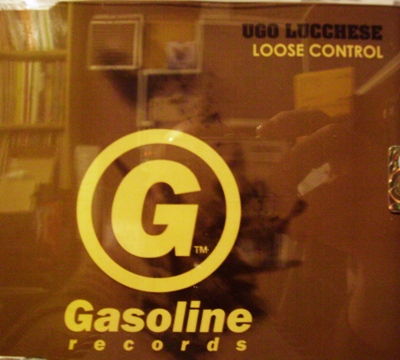 UGO LUCCHESE
LOOSE CONTROL
G TM
Gasoline
records